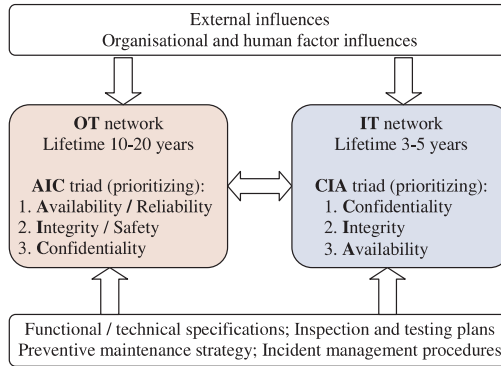 External influences
Organisational and human factor influences
OT network
Lifetime 10-20 years
AIC triad (prioritizing):
1. Availability / Reliability
2. Integrity / Safety
3. Confidentiality
IT network
Lifetime 3-5 years
CIA triad (prioritizing):
1. Confidentiality
2. Integrity
3. Availability
Functional / technical specifications; Inspection and testing plans
Preventive maintenance strategy; Incident management procedures